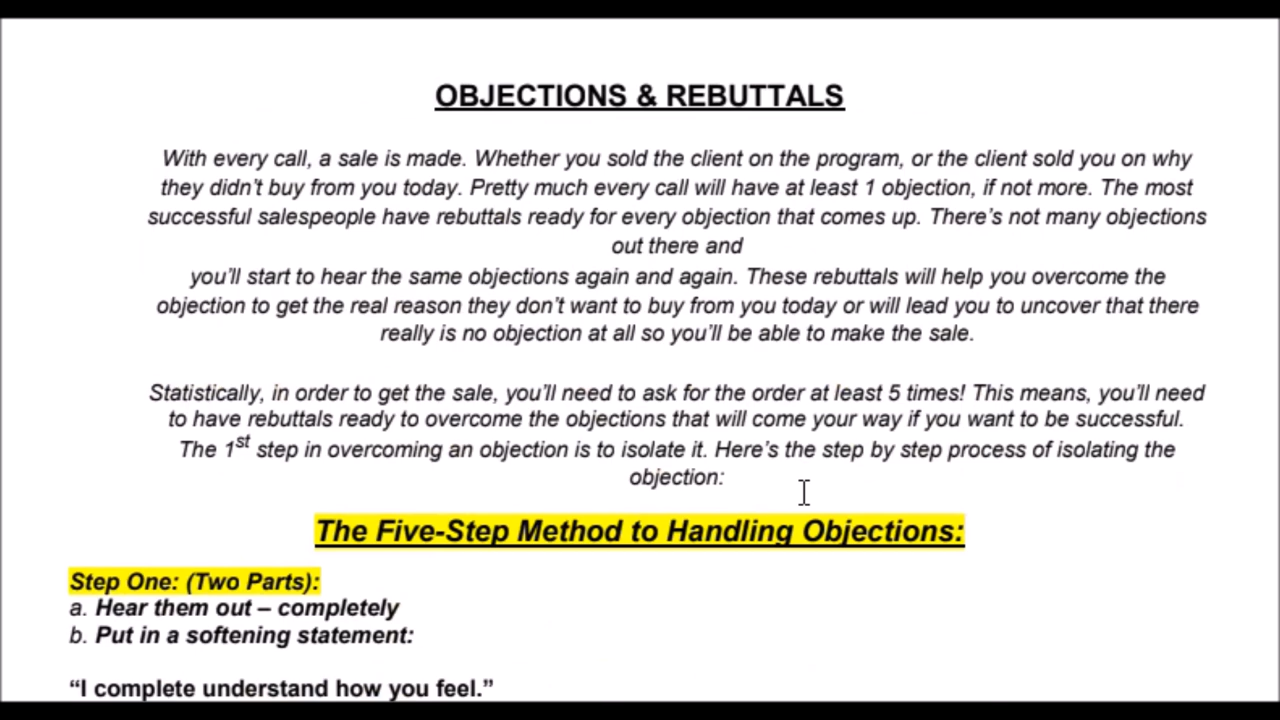 OBJECTIONS & REBUTTALS
With every call, a sale is made. Whether you sold the client on the program, or the client sold you on why
they didn’t buy from you today. Pretty much every call will have at least 1 objection, if not more. The most
successful salespeople have rebuttals ready for every objection that comes up. There’s not many objections
out there and
you’ll start to hear the same objections again and again. These rebuttals will help you overcome the
objection to get the real reason they don’t want to buy from you today or will lead you to uncover that there
really is no objection at all so you’ll be able to make the sale.
Statistically, in order to get the sale, you’ll need to ask for the order at least 5 times! This means, you’ll need
to have rebuttals ready to overcome the objections that will come your way if you want to be successful.
The 1st step in overcoming an objection is to isolate it. Here’s the step by step process of isolating the
objection:
The Five-Step Method to Handling Objections:
Step One: (Two Parts):
a. Hear them out – completely
b. Put in a softening statement:
“I complete understand how you feel.”